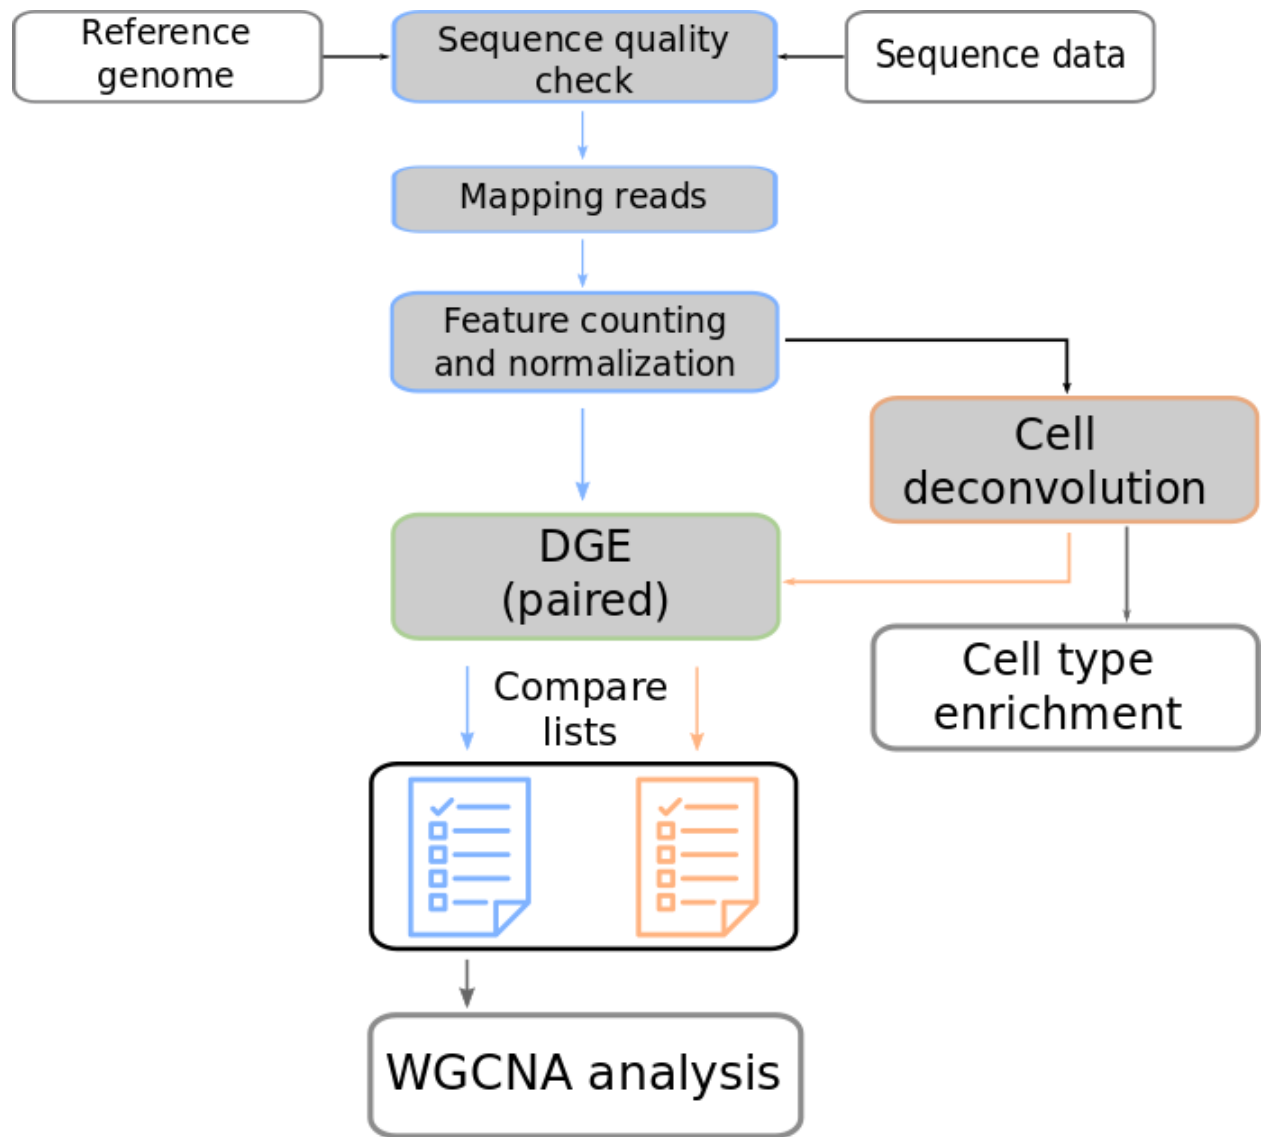 Reference
genome
Sequence quality
check
Sequence data
Mapping reads
Feature counting
and normalization
Cell
deconvolution
DGE
(paired)
Cell type
enrichment
Compare
lists
WGCNA analysis